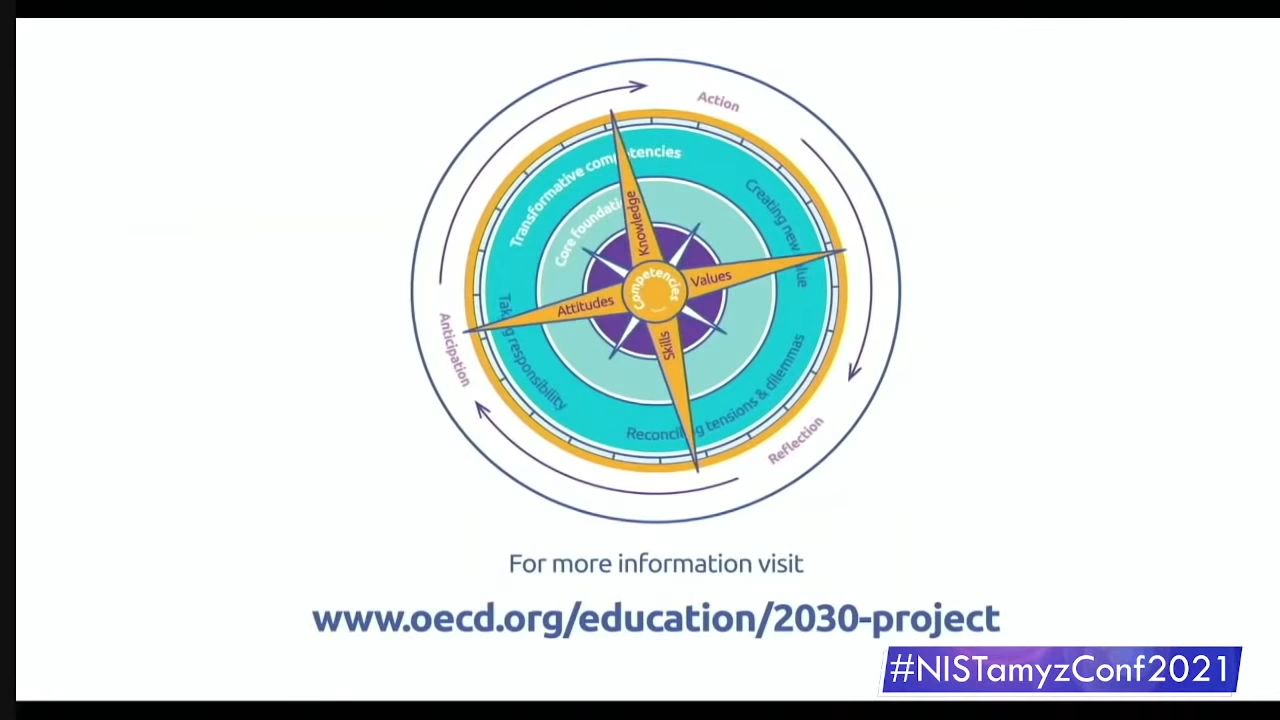 Action
Transformative competencies
Creating new value
Core foundati
Knowledge
Competencies
Values
Attitudes
Skills
Anticipation
Taking responsibility
Reconciling tensions & dilemmas
Reflection
For more information visit
www.oecd.org/education/2030-project
#NISTamyzConf2021